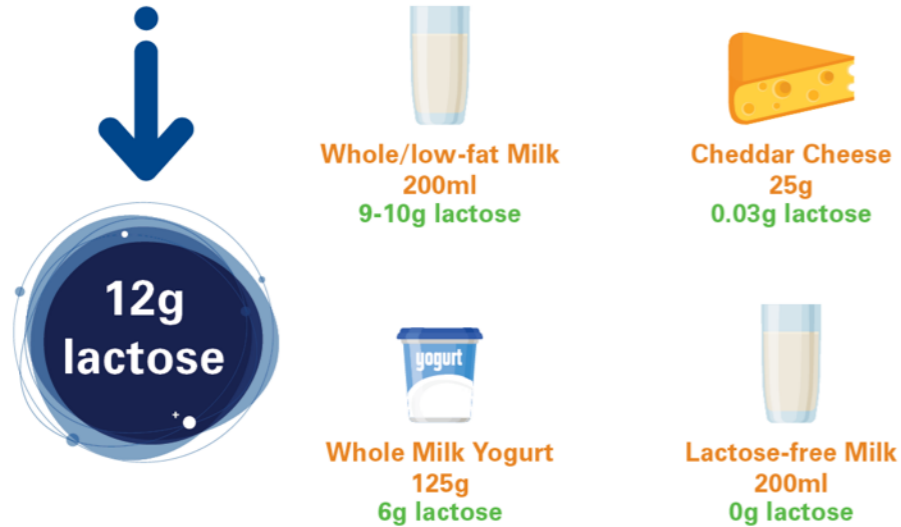 12g
lactose
Whole/low-fat Milk
200ml
9-10g lactose
Cheddar Cheese
25g
0.03g lactose
yogurt
Whole Milk Yogurt
125g
6g lactose
Lactose-free Milk
200ml
0g lactose